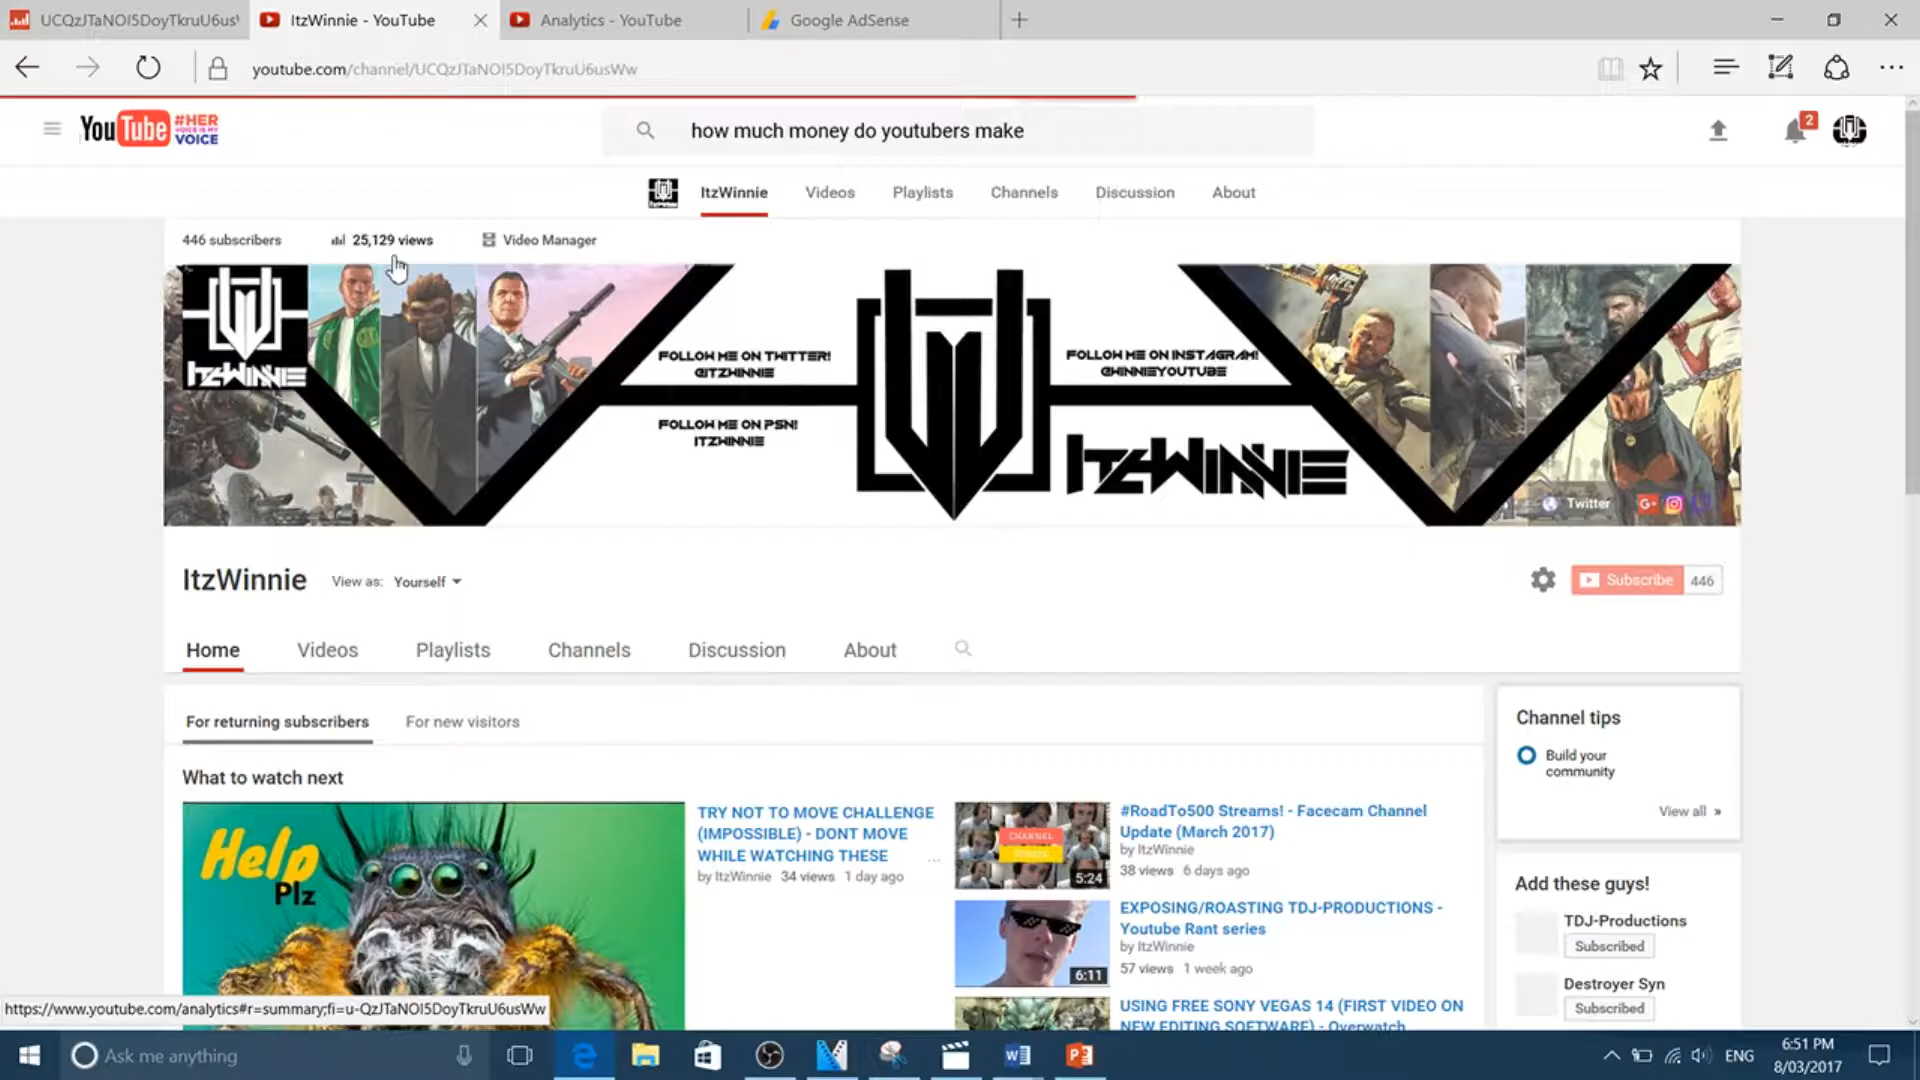 UCQzJTaNOI5DoyTkruU6us
ItzWinnie - YouTube
Analytics - YouTube
Google AdSense
youtube.com/channel/UCQzJTaNOI5DoyTkruU6usWw
YouTube
#HER
VOICE IS MY
VOICE
how much money do youtubers make
2
ItzWinnie
Videos
Playlists
Channels
Discussion
About
446 subscribers
25,129 views
Video Manager
ITZWINNIE
FOLLOW ME ON TWITTER!
@ITZWINNIE
FOLLOW ME ON INSTAGRAM!
@WINNIEYOUTUBE
FOLLOW ME ON PSN!
ITZWINNIE
ITZWINNIE
Twitter
G+
ItzWinnie
View as:
Yourself
Subscribe
446
Home
Videos
Playlists
Channels
Discussion
About
For returning subscribers
For new visitors
Channel tips
Build your
community
View all »
What to watch next
Help
Plz
TRY NOT TO MOVE CHALLENGE
(IMPOSSIBLE) - DONT MOVE
WHILE WATCHING THESE
...
by ItzWinnie 34 views 1 day ago
CHANNEL
5:24
#RoadTo500 Streams! - Facecam Channel
Update (March 2017)
by ItzWinnie
38 views 6 days ago
6:11
EXPOSING/ROASTING TDJ-PRODUCTIONS -
Youtube Rant series
by ItzWinnie
57 views 1 week ago
USING FREE SONY VEGAS 14 (FIRST VIDEO ON
NEW EDITING SOFTWARE) - Overwatch
Add these guys!
TDJ-Productions
Subscribed
Destroyer Syn
Subscribed
https://www.youtube.com/analytics#r=summary;fi=u-QzJTaNOI5DoyTkruU6usWw
Ask me anything
ENG
6:51 PM
8/03/2017